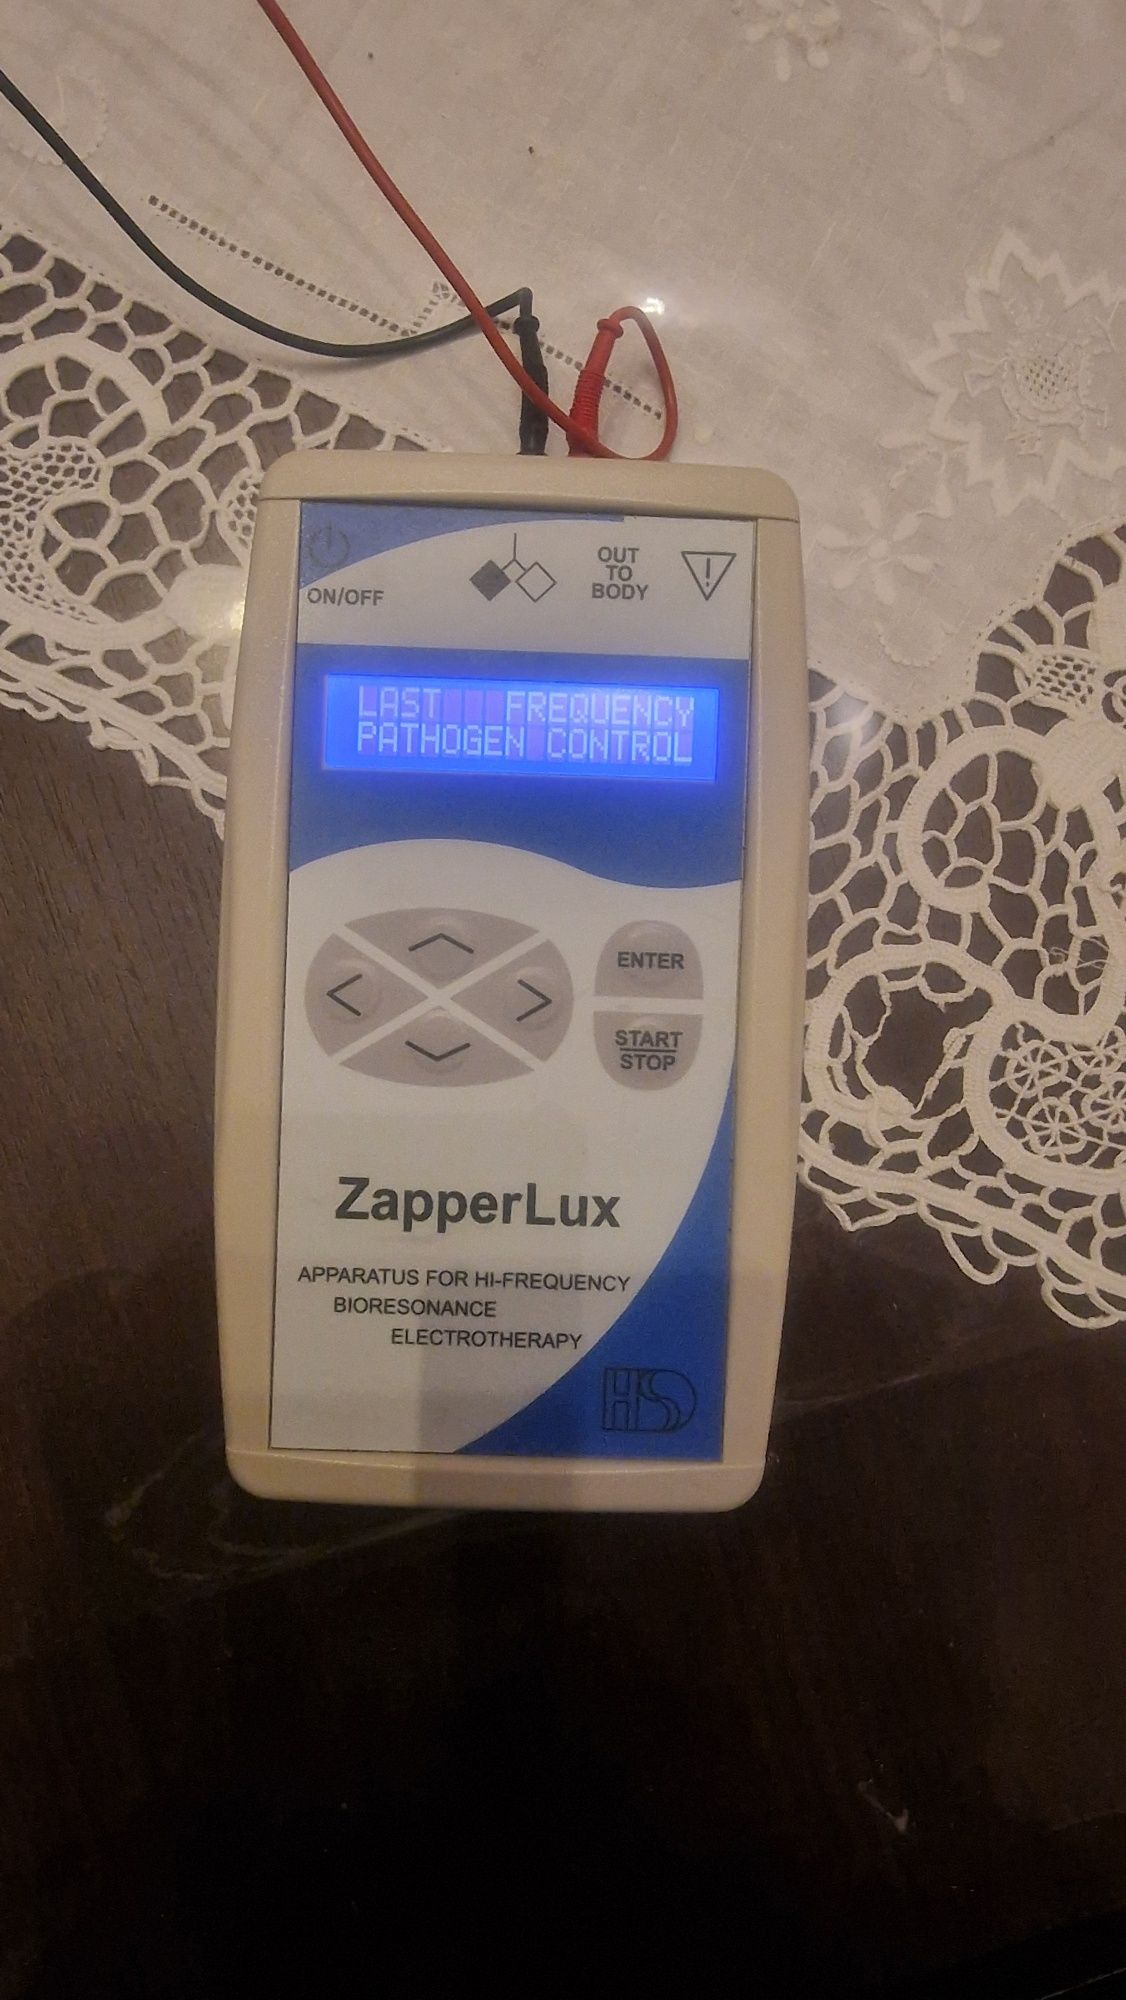 ON/OFF
OUT
TO
BODY
LAST FREQUENCY
PATHOGEN CONTROL
ENTER
START
STOP
ZapperLux
APPARATUS FOR HI-FREQUENCY
BIORESONANCE
ELECTROTHERAPY
HSD